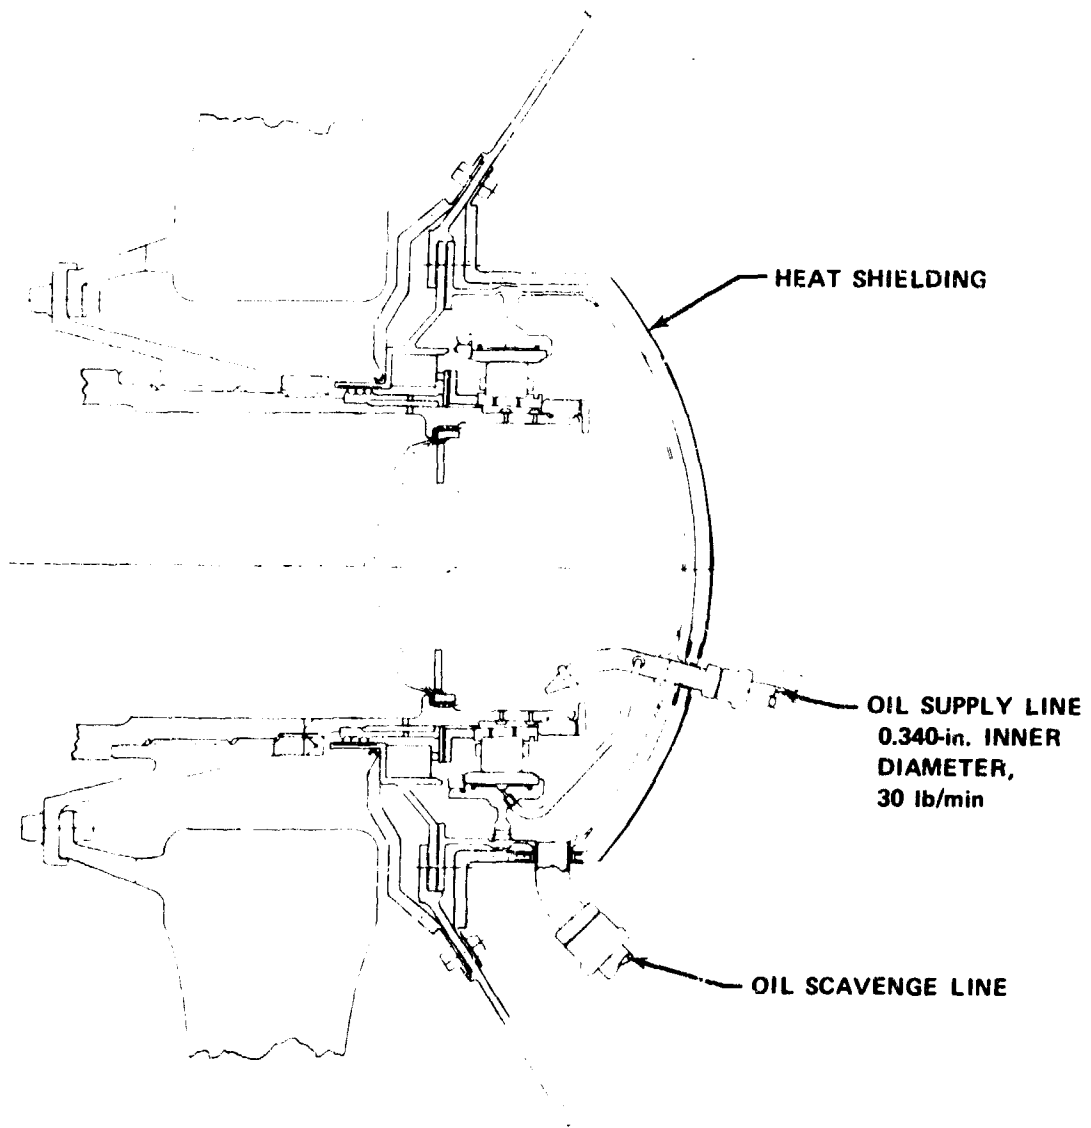 HEAT SHIELDING
OIL SUPPLY LINE
0.340-in. INNER
DIAMETER,
30 lb/min
OIL SCAVENGE LINE